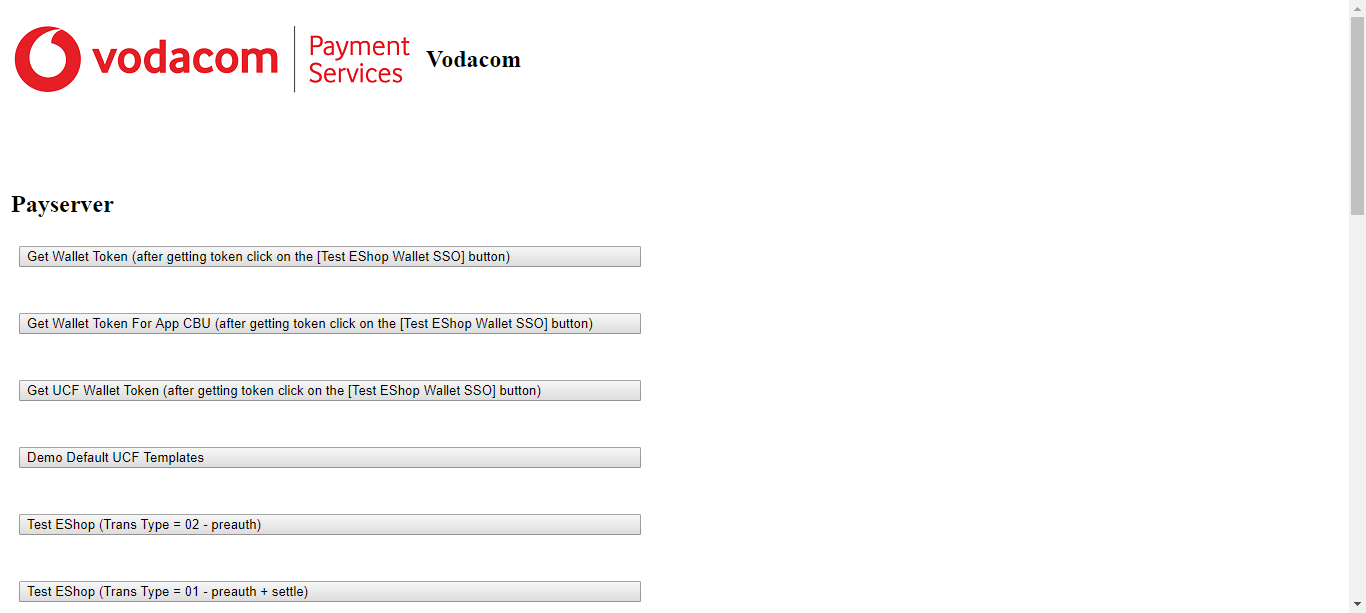 vodacom
Payment
Services
Vodacom
Payserver
Get Wallet Token (after getting token click on the [Test EShop Wallet SSO] button)
Get Wallet Token For App CBU (after getting token click on the [Test EShop Wallet SSO] button)
Get UCF Wallet Token (after getting token click on the [Test EShop Wallet SSO] button)
Demo Default UCF Templates
Test EShop (Trans Type = 02 - preauth)
Test EShop (Trans Type = 01 - preauth + settle)